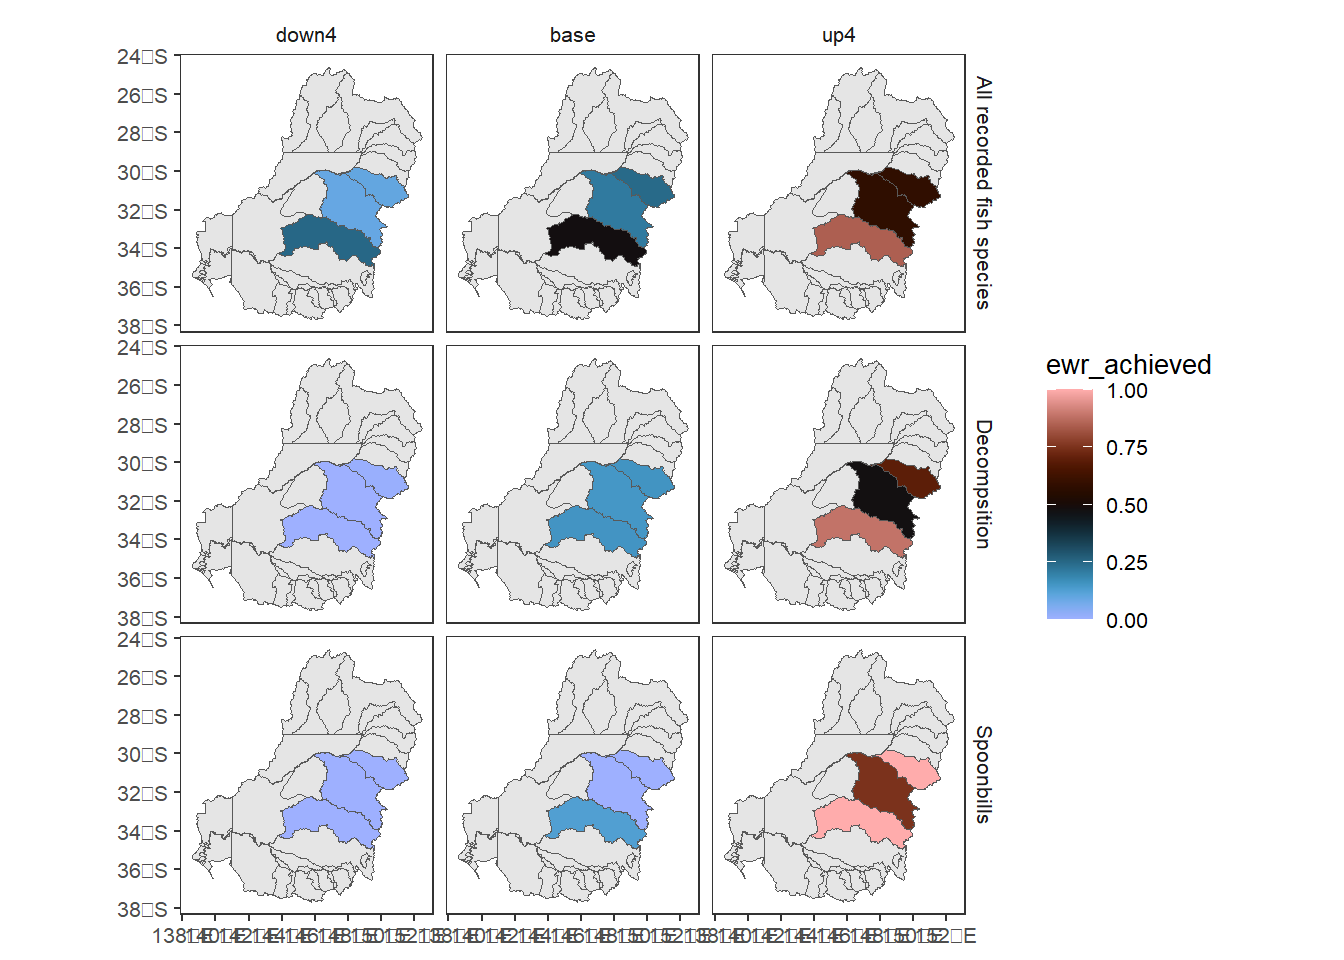 down4 base up4
24□S
26□S
28□S
30□S
32□S
34□S
36□S
38□S
All recorded fish species
24□S
26□S
28□S
30□S
32□S
34□S
36□S
38□S
Decompsition
24□S
26□S
28□S
30□S
32□S
34□S
36□S
38□S
Spoonbills
ewr_achieved
1.00
0.75
0.50
0.25
0.00